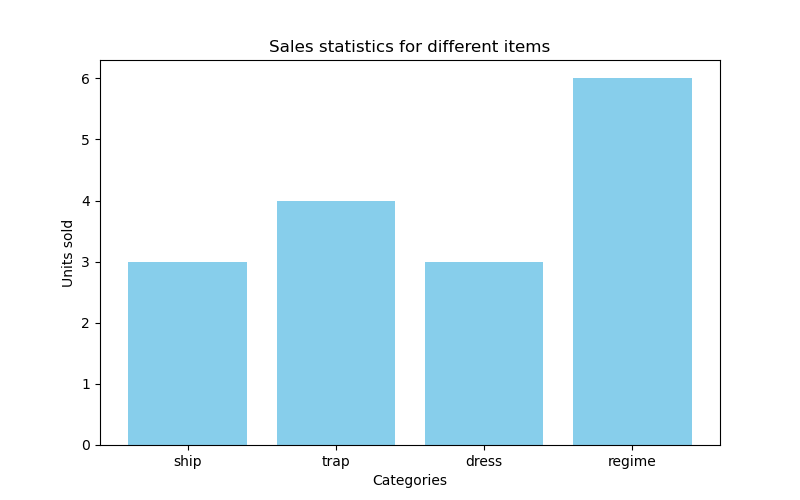 Sales statistics for different items
6
5
4
3
2
1
0
Units sold
ship trap dress regime
Categories